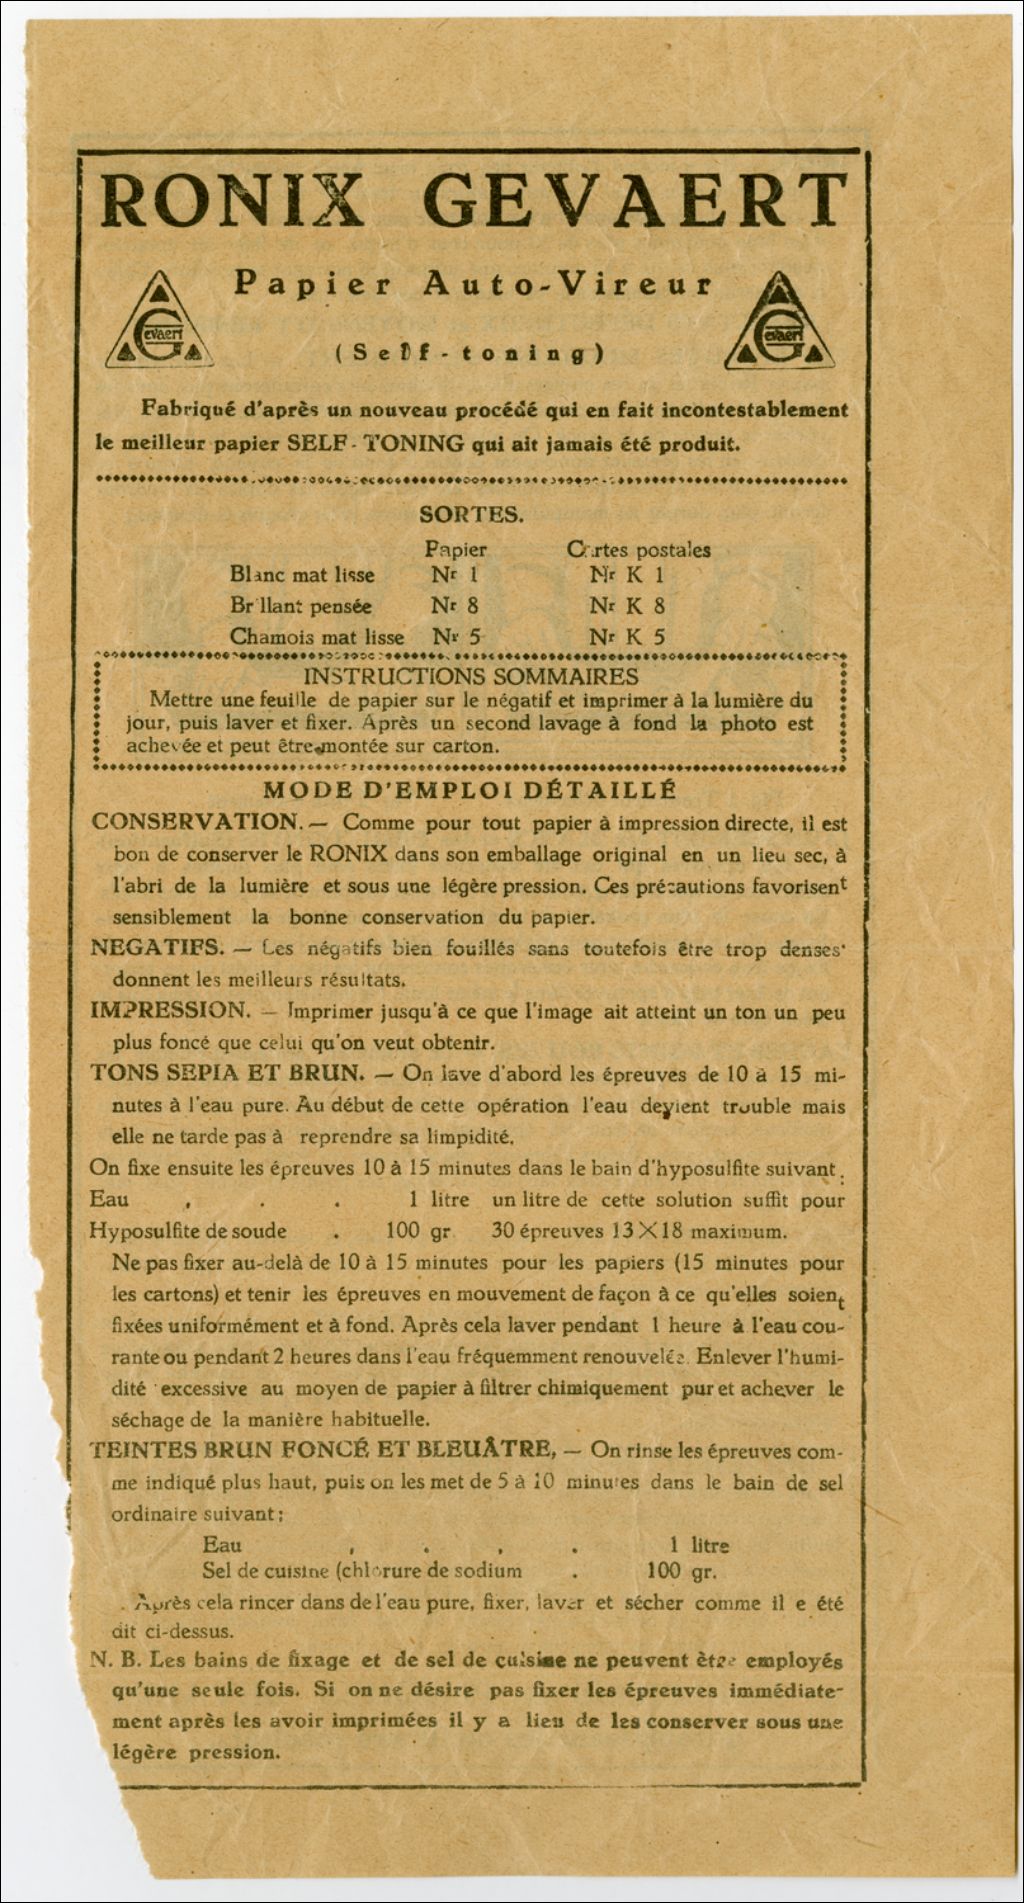 RONIX GEVAERT
Papier Auto-Vireur
Gevaert
Gevaert
(Self-toning)
Fabriqué d'après un nouveau procédé qui en fait incontestablement
le meilleur papier SELF-TONING qui ait jamais été produit.
SORTES.
Papier Cartes postales
Blanc mat lisse Nr 1 Nr K 1
Brillant pensée Nr 8 Nr K 8
Chamois mat lisse Nr 5 Nr K 5
INSTRUCTIONS SOMMAIRES
Mettre une feuille de papier sur le négatif et imprimer à la lumière du
jour, puis laver et fixer. Après un second lavage à fond la photo est
achevée et peut être montée sur carton.
MODE D'EMPLOI DÉTAILLÉ
CONSERVATION. — Comme pour tout papier à impression directe, il est
bon de conserver le RONIX dans son emballage original en un lieu sec, à
l'abri de la lumière et sous une légère pression. Ces précautions favorisent
sensiblement la bonne conservation du papier.
NEGATIFS. — Les négatifs bien fouillés sans toutefois être trop denses
donnent les meilleurs résultats.
IMPRESSION. — Imprimer jusqu'à ce que l'image ait atteint un ton un peu
plus foncé que celui qu'on veut obtenir.
TONS SEPIA ET BRUN. — On lave d'abord les épreuves de 10 à 15 mi-
nutes à l'eau pure. Au début de cette opération l'eau devient trouble mais
elle ne tarde pas à reprendre sa limpidité.
On fixe ensuite les épreuves 10 à 15 minutes dans le bain d'hyposulfite suivant:
Eau . . . 1 litre un litre de cette solution suffit pour
Hyposulfite de soude . 100 gr. 30 épreuves 13 X 18 maximum.
Ne pas fixer au-delà de 10 à 15 minutes pour les papiers (15 minutes pour
les cartons) et tenir les épreuves en mouvement de façon à ce qu'elles soient
fixées uniformément et à fond. Après cela laver pendant 1 heure à l'eau cou-
rante ou pendant 2 heures dans l'eau fréquemment renouvelée. Enlever l'humi-
dité excessive au moyen de papier à filtrer chimiquement pur et achever le
séchage de la manière habituelle.
TEINTES BRUN FONCÉ ET BLEUÂTRE, — On rinse les épreuves com-
me indiqué plus haut, puis on les met de 5 à 10 minutes dans le bain de sel
ordinaire suivant:
Eau . . . . 1 litre
Sel de cuisine (chlorure de sodium . 100 gr.
Après cela rincer dans de l'eau pure, fixer, laver et sécher comme il e été
dit ci-dessus.
N. B. Les bains de fixage et de sel de cuisine ne peuvent être employés
qu'une seule fois. Si on ne désire pas fixer les épreuves immédiate-
ment après les avoir imprimées il y a lieu de les conserver sous une
légère pression.